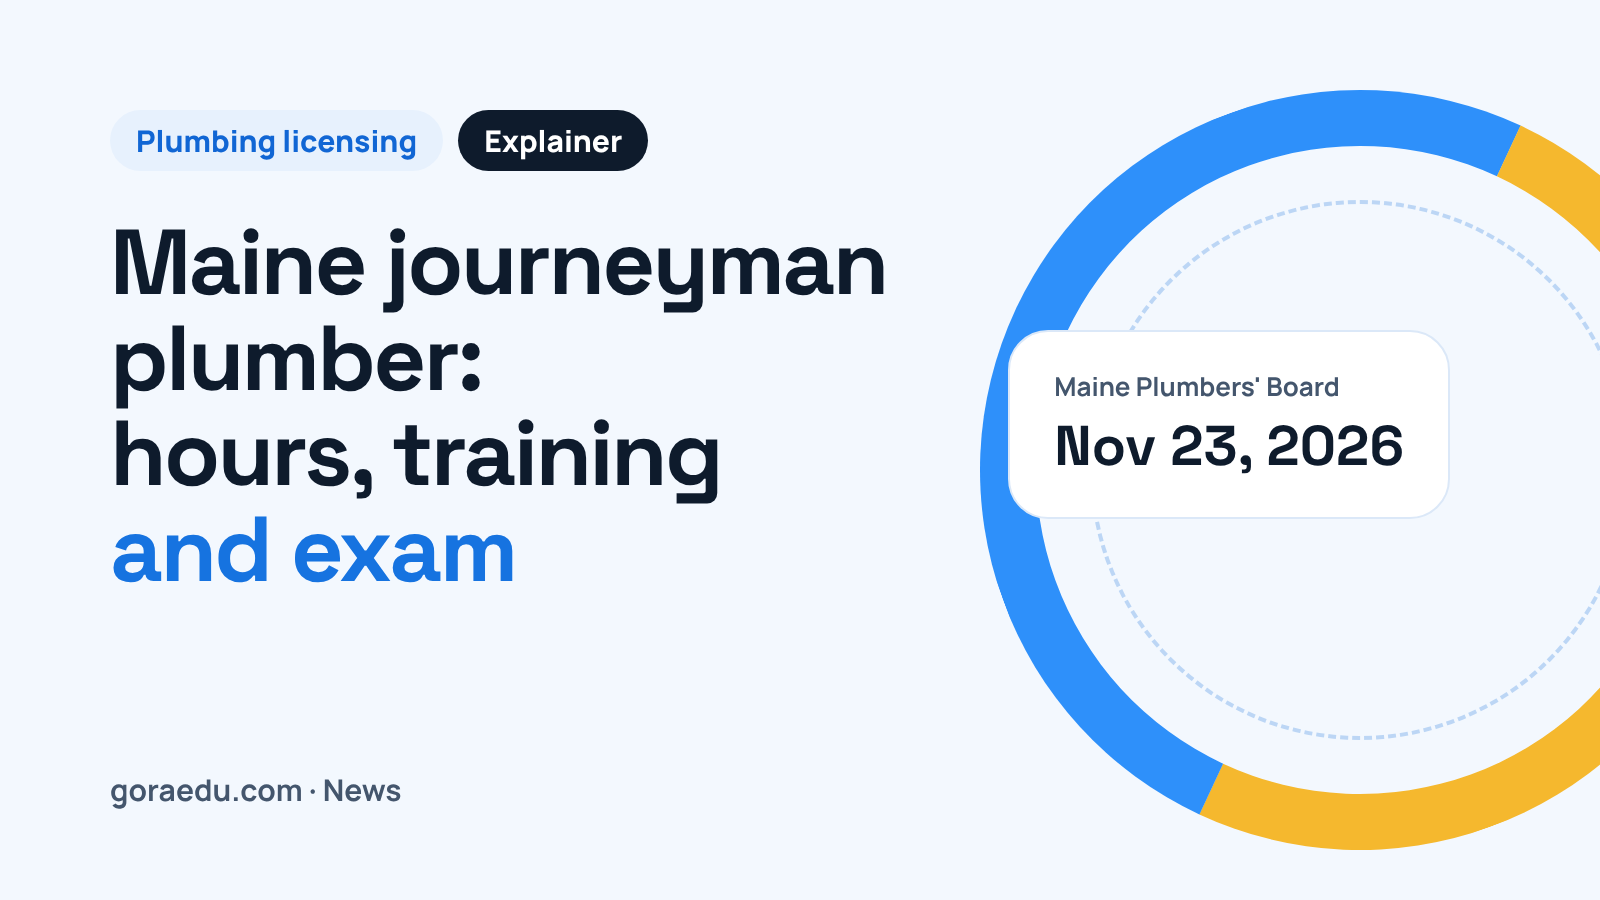 Plumbing licensing
Explainer
Maine journeyman
plumber:
hours, training
and exam
Maine Plumbers' Board
Nov 23, 2026
goraedu.com · News